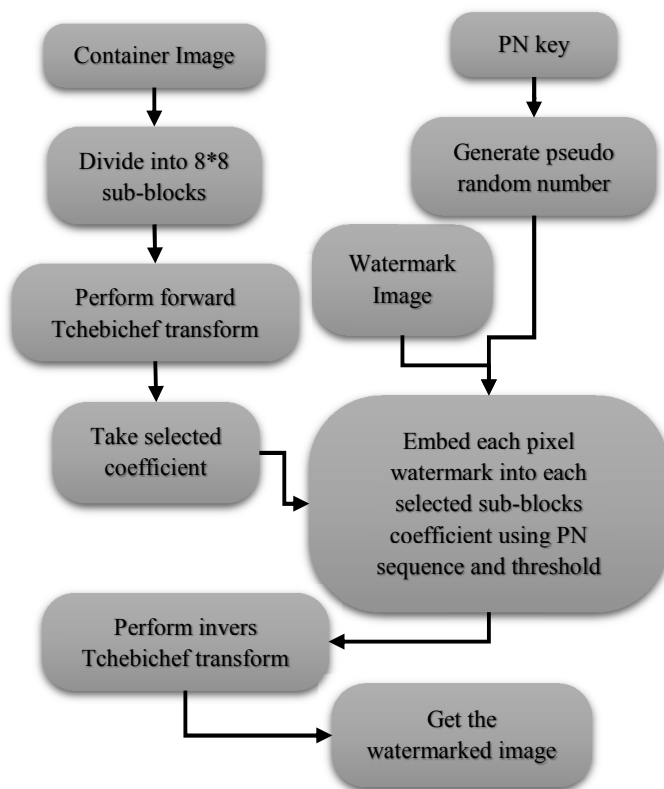 Container Image
PN key
Divide into 8*8
sub-blocks
Generate pseudo
random number
Perform forward
Tchebichef transform
Watermark
Image
Take selected
coefficient
Embed each pixel
watermark into each
selected sub-blocks
coefficient using PN
sequence and threshold
Perform invers
Tchebichef transform
Get the
watermarked image